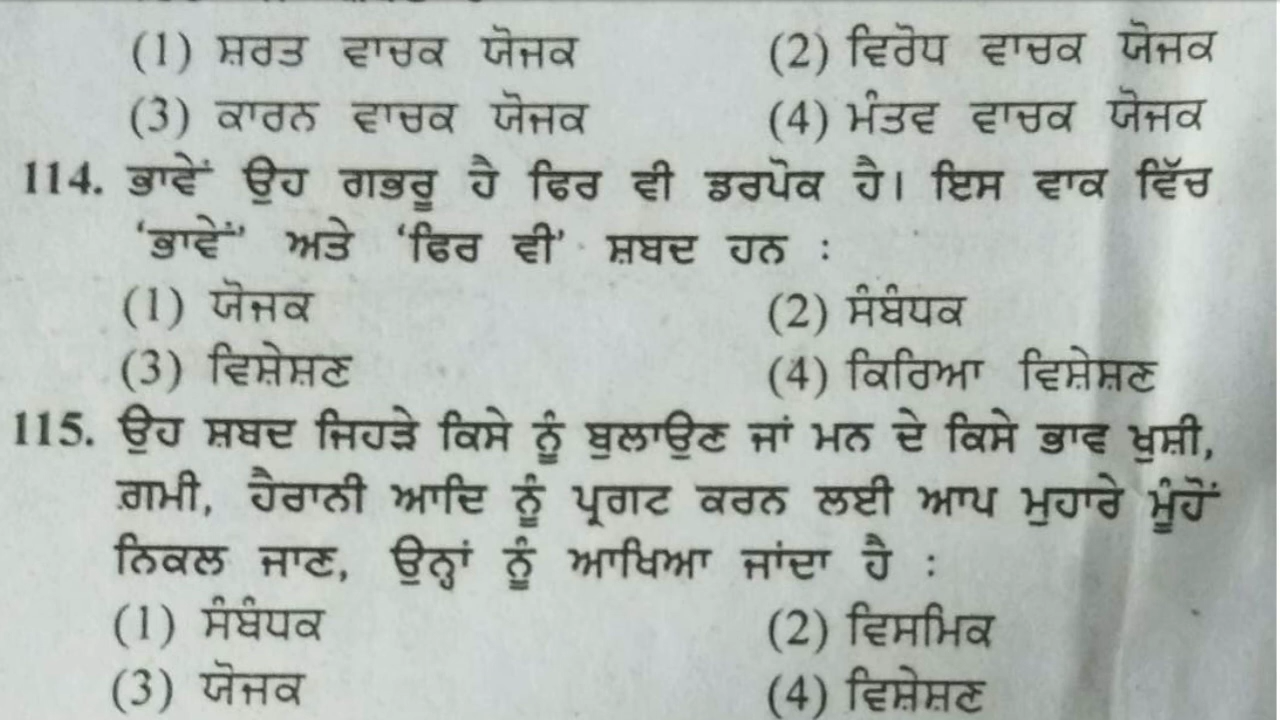 (1) ਸ਼ਰਤ ਵਾਚਕ ਯੋਜਕ (2) ਵਿਰੋਧ ਵਾਚਕ ਯੋਜਕ
(3) ਕਾਰਨ ਵਾਚਕ ਯੋਜਕ (4) ਮੰਤਵ ਵਾਚਕ ਯੋਜਕ
114. ਭਾਵੇਂ ਉਹ ਗਭਰੂ ਹੈ ਫਿਰ ਵੀ ਡਰਪੋਕ ਹੈ। ਇਸ ਵਾਕ ਵਿੱਚ
‘ਭਾਵੇਂ’ ਅਤੇ ‘ਫਿਰ ਵੀ’ ਸ਼ਬਦ ਹਨ :
(1) ਯੋਜਕ (2) ਸੰਬੰਧਕ
(3) ਵਿਸ਼ੇਸ਼ਣ (4) ਕਿਰਿਆ ਵਿਸ਼ੇਸ਼ਣ
115. ਉਹ ਸ਼ਬਦ ਜਿਹੜੇ ਕਿਸੇ ਨੂੰ ਬੁਲਾਉਣ ਜਾਂ ਮਨ ਦੇ ਕਿਸੇ ਭਾਵ ਖੁਸ਼ੀ,
ਗ਼ਮੀ, ਹੈਰਾਨੀ ਆਦਿ ਨੂੰ ਪ੍ਰਗਟ ਕਰਨ ਲਈ ਆਪ ਮੁਹਾਰੇ ਮੂੰਹੋਂ
ਨਿਕਲ ਜਾਣ, ਉਨ੍ਹਾਂ ਨੂੰ ਆਖਿਆ ਜਾਂਦਾ ਹੈ :
(1) ਸੰਬੰਧਕ (2) ਵਿਸਮਿਕ
(3) ਯੋਜਕ (4) ਵਿਸ਼ੇਸ਼ਣ